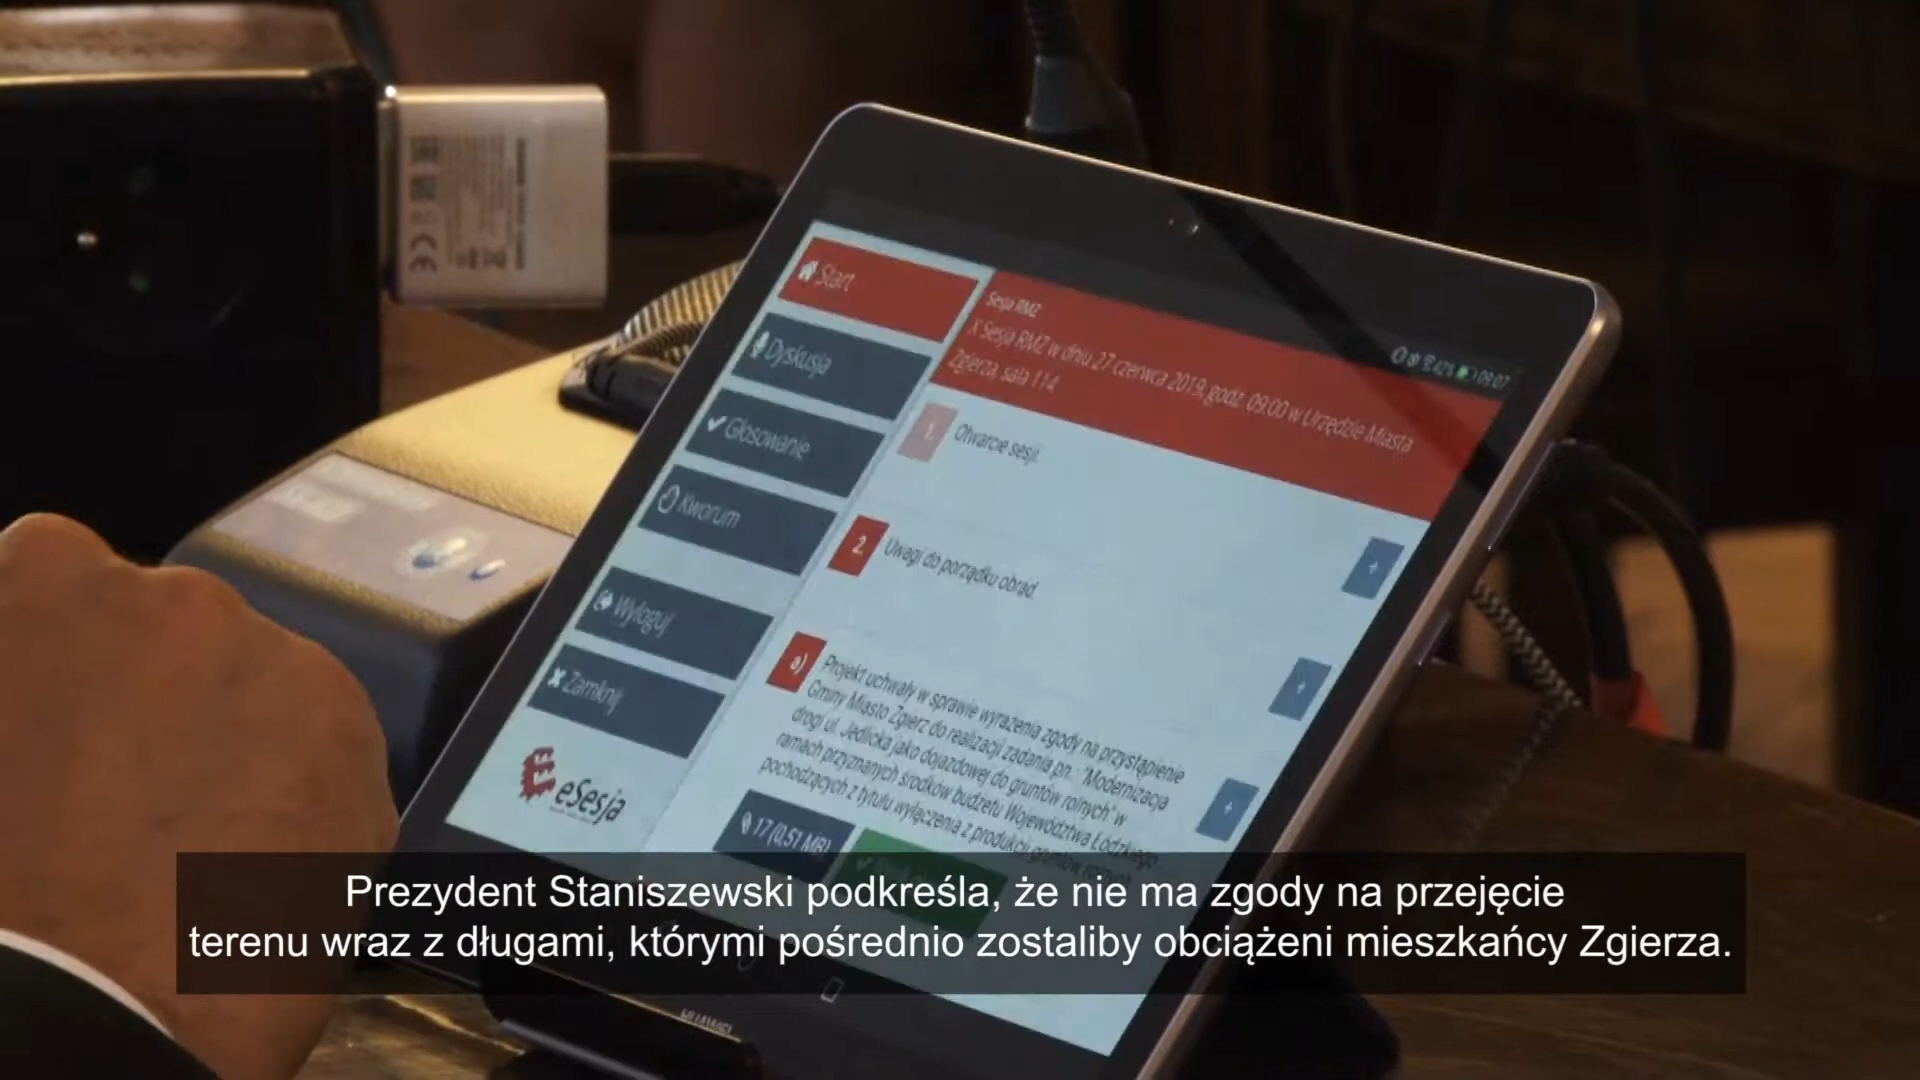 Start
Dyskusja
Głosowanie
Kworum
Wyloguj
Zamknij
eSesja
42% 09:07
Sesja RMZ
X Sesja RMZ w dniu 27 czerwca 2019, godz. 09:00 w Urzędzie Miasta
Zgierza, sala 114
1. Otwarcie sesji.
2. Uwagi do porządku obrad.
a) Projekt uchwały w sprawie wyrażenia zgody na przystąpienie
Gminy Miasto Zgierz do realizacji zadania pn.: "Modernizacja
drogi ul. Jedlicka jako dojazdowej do gruntów rolnych" w
ramach przyznanych środków budżetu Województwa Łódzkiego
pochodzących z tytułu wyłączenia z produkcji gruntów rolnych
17 (0,51 MB)
Prezydent Staniszewski podkreśla, że nie ma zgody na przejęcie
terenu wraz z długami, którymi pośrednio zostaliby obciążeni mieszkańcy Zgierza.
HUAWEI